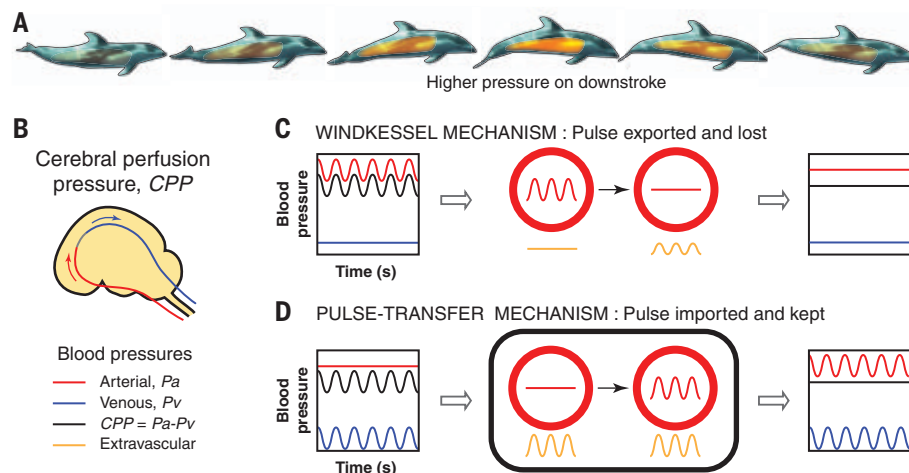 A
Higher pressure on downstroke
B
Cerebral perfusion
pressure, CPP
Blood pressures
Arterial, Pa
Venous, Pv
CPP = Pa-Pv
Extravascular
C WINDKESSEL MECHANISM : Pulse exported and lost
Blood
pressure
Time (s)
D PULSE-TRANSFER MECHANISM : Pulse imported and kept
Blood
pressure
Time (s)